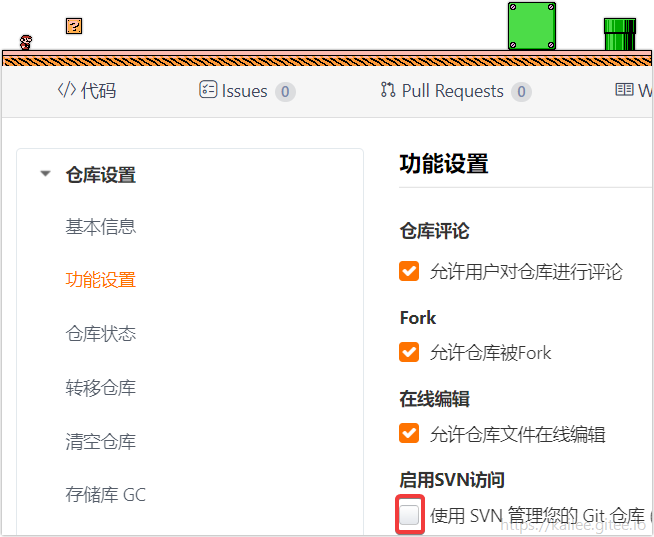 ?
代码 Issues 0 Pull Requests 0 W
仓库设置
基本信息
功能设置
仓库状态
转移仓库
清空仓库
存储库 GC
功能设置
仓库评论
允许用户对仓库进行评论
Fork
允许仓库被Fork
在线编辑
允许仓库文件在线编辑
启用SVN访问
使用 SVN 管理您的 Git 仓库 (
https://kailee.gitee.io